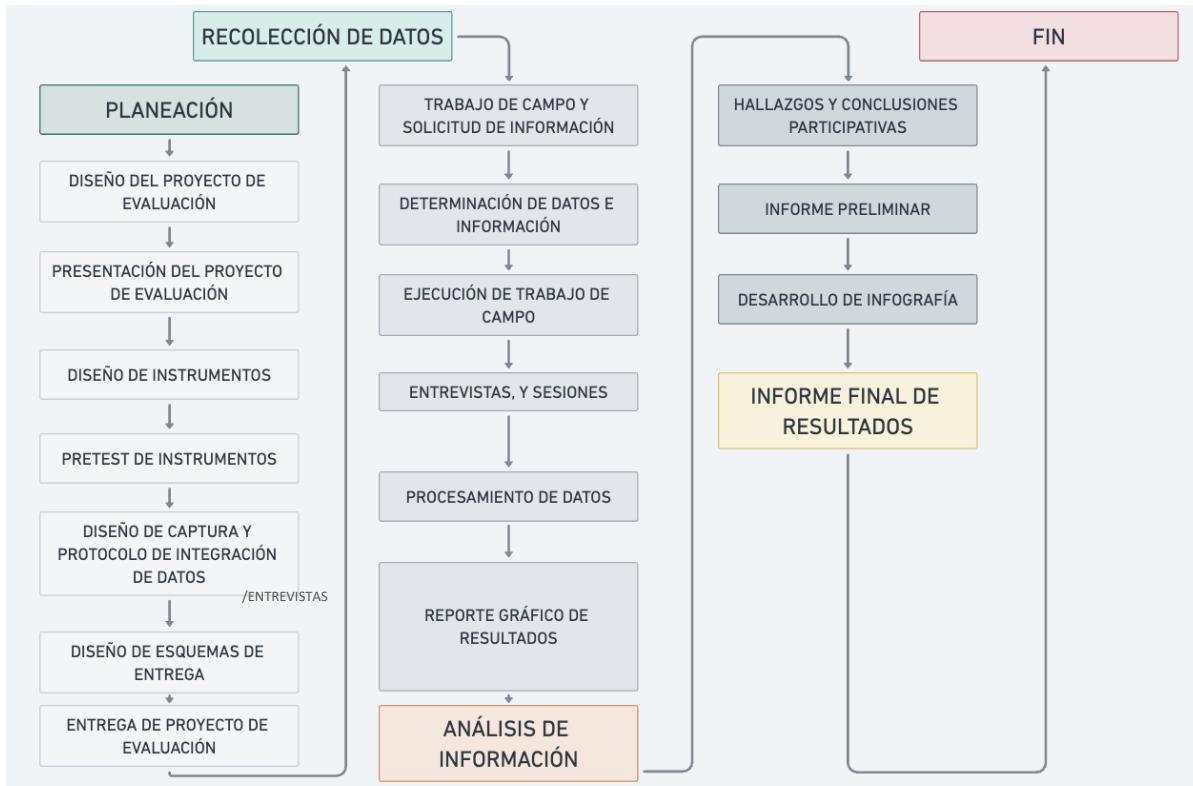 PLANEACIÓN
DISEÑO DEL PROYECTO DE
EVALUACIÓN
PRESENTACIÓN DEL PROYECTO
DE EVALUACIÓN
DISEÑO DE INSTRUMENTOS
PRETEST DE INSTRUMENTOS
DISEÑO DE CAPTURA Y
PROTOCOLO DE INTEGRACIÓN
DE DATOS
/ENTREVISTAS
DISEÑO DE ESQUEMAS DE
ENTREGA
ENTREGA DE PROYECTO DE
EVALUACIÓN
RECOLECCIÓN DE DATOS
TRABAJO DE CAMPO Y
SOLICITUD DE INFORMACIÓN
DETERMINACIÓN DE DATOS E
INFORMACIÓN
EJECUCIÓN DE TRABAJO DE
CAMPO
ENTREVISTAS, Y SESIONES
PROCESAMIENTO DE DATOS
REPORTE GRÁFICO DE
RESULTADOS
ANÁLISIS DE
INFORMACIÓN
HALLAZGOS Y CONCLUSIONES
PARTICIPATIVAS
INFORME PRELIMINAR
DESARROLLO DE INFOGRAFÍA
INFORME FINAL DE
RESULTADOS
FIN